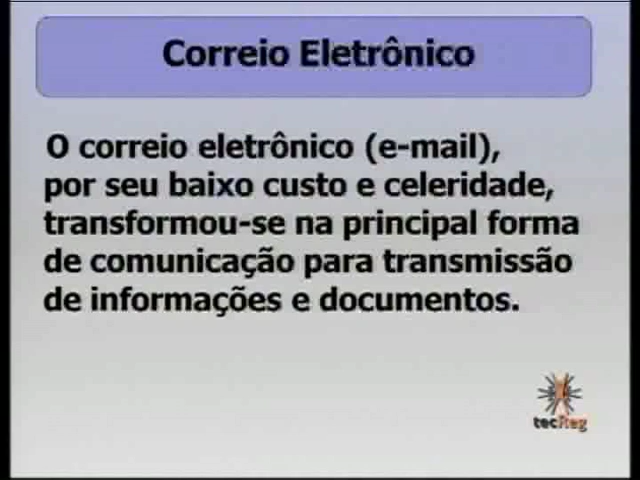 Correio Eletrônico
O correio eletrônico (e-mail),
por seu baixo custo e celeridade,
transformou-se na principal forma
de comunicação para transmissão
de informações e documentos.
tecReg